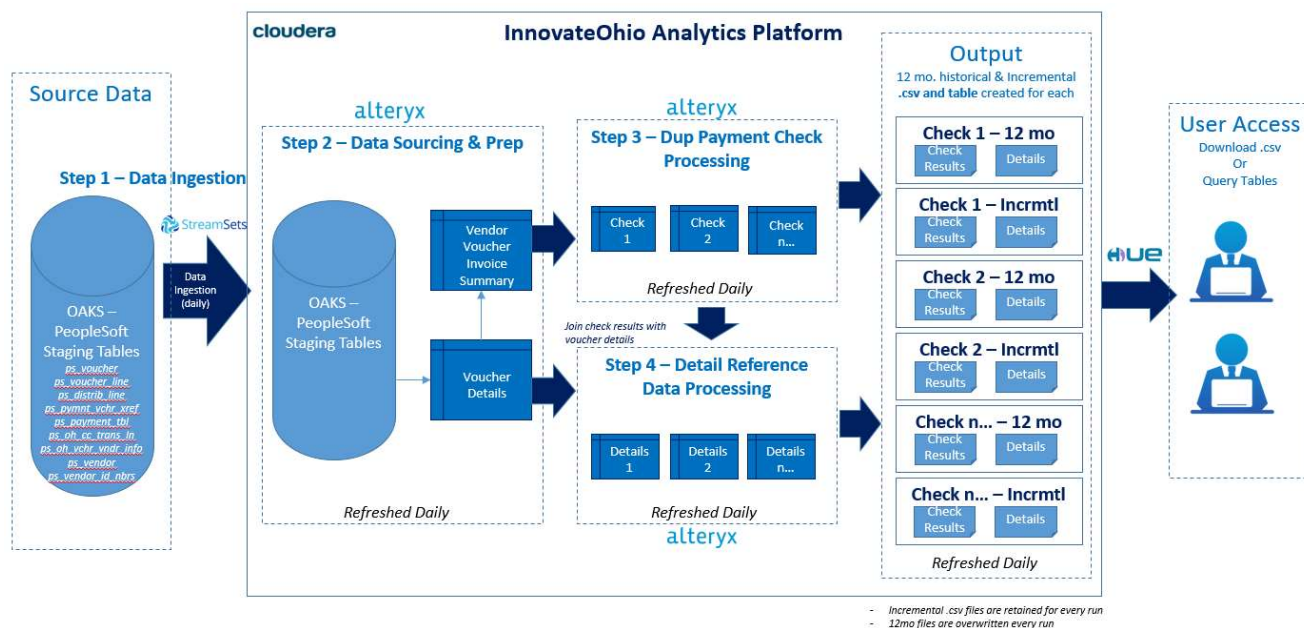 cloudera
InnovateOhio Analytics Platform
Source Data
Step 1 – Data Ingestion
StreamSets
Data
Ingestion
(daily)
OAKS –
PeopleSoft
Staging Tables
ps_voucher
ps_voucher_line
ps_distrib_line
ps_pymnt_vchr_xref
ps_payment_tbl
ps_oh_cc_trans_ln
ps_oh_vchr_vndr_info
ps_vendor
ps_vendor_id_nbrs
alteryx
Step 2 – Data Sourcing & Prep
OAKS –
PeopleSoft
Staging Tables
Vendor
Voucher
Invoice
Summary
Voucher
Details
Refreshed Daily
alteryx
Step 3 – Dup Payment Check
Processing
Check
1
Check
2
Check
n...
Refreshed Daily
Join check results with
voucher details
Step 4 – Detail Reference
Data Processing
Details
1
Details
2
Details
n...
Refreshed Daily
alteryx
Output
12 mo. historical & Incremental
.csv and table created for each
Check 1 – 12 mo
Check
Results
Details
Check 1 – Incrmtl
Check
Results
Details
Check 2 – 12 mo
Check
Results
Details
Check 2 – Incrmtl
Check
Results
Details
Check n... – 12 mo
Check
Results
Details
Check n... – Incrmtl
Check
Results
Details
Refreshed Daily
HUE
User Access
Download .csv
Or
Query Tables
- Incremental .csv files are retained for every run
- 12mo files are overwritten every run